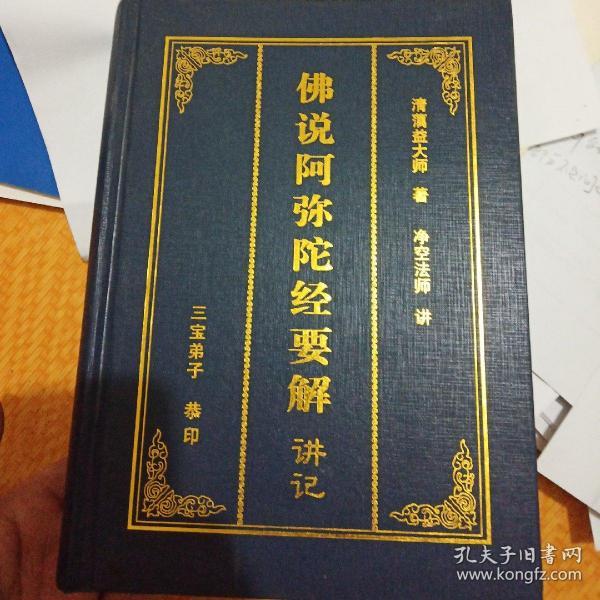 清益大师 著 净空法师 讲
佛说阿弥陀经要解 讲记
三宝弟子 恭印
孔夫子旧书网
www.kongfz.com